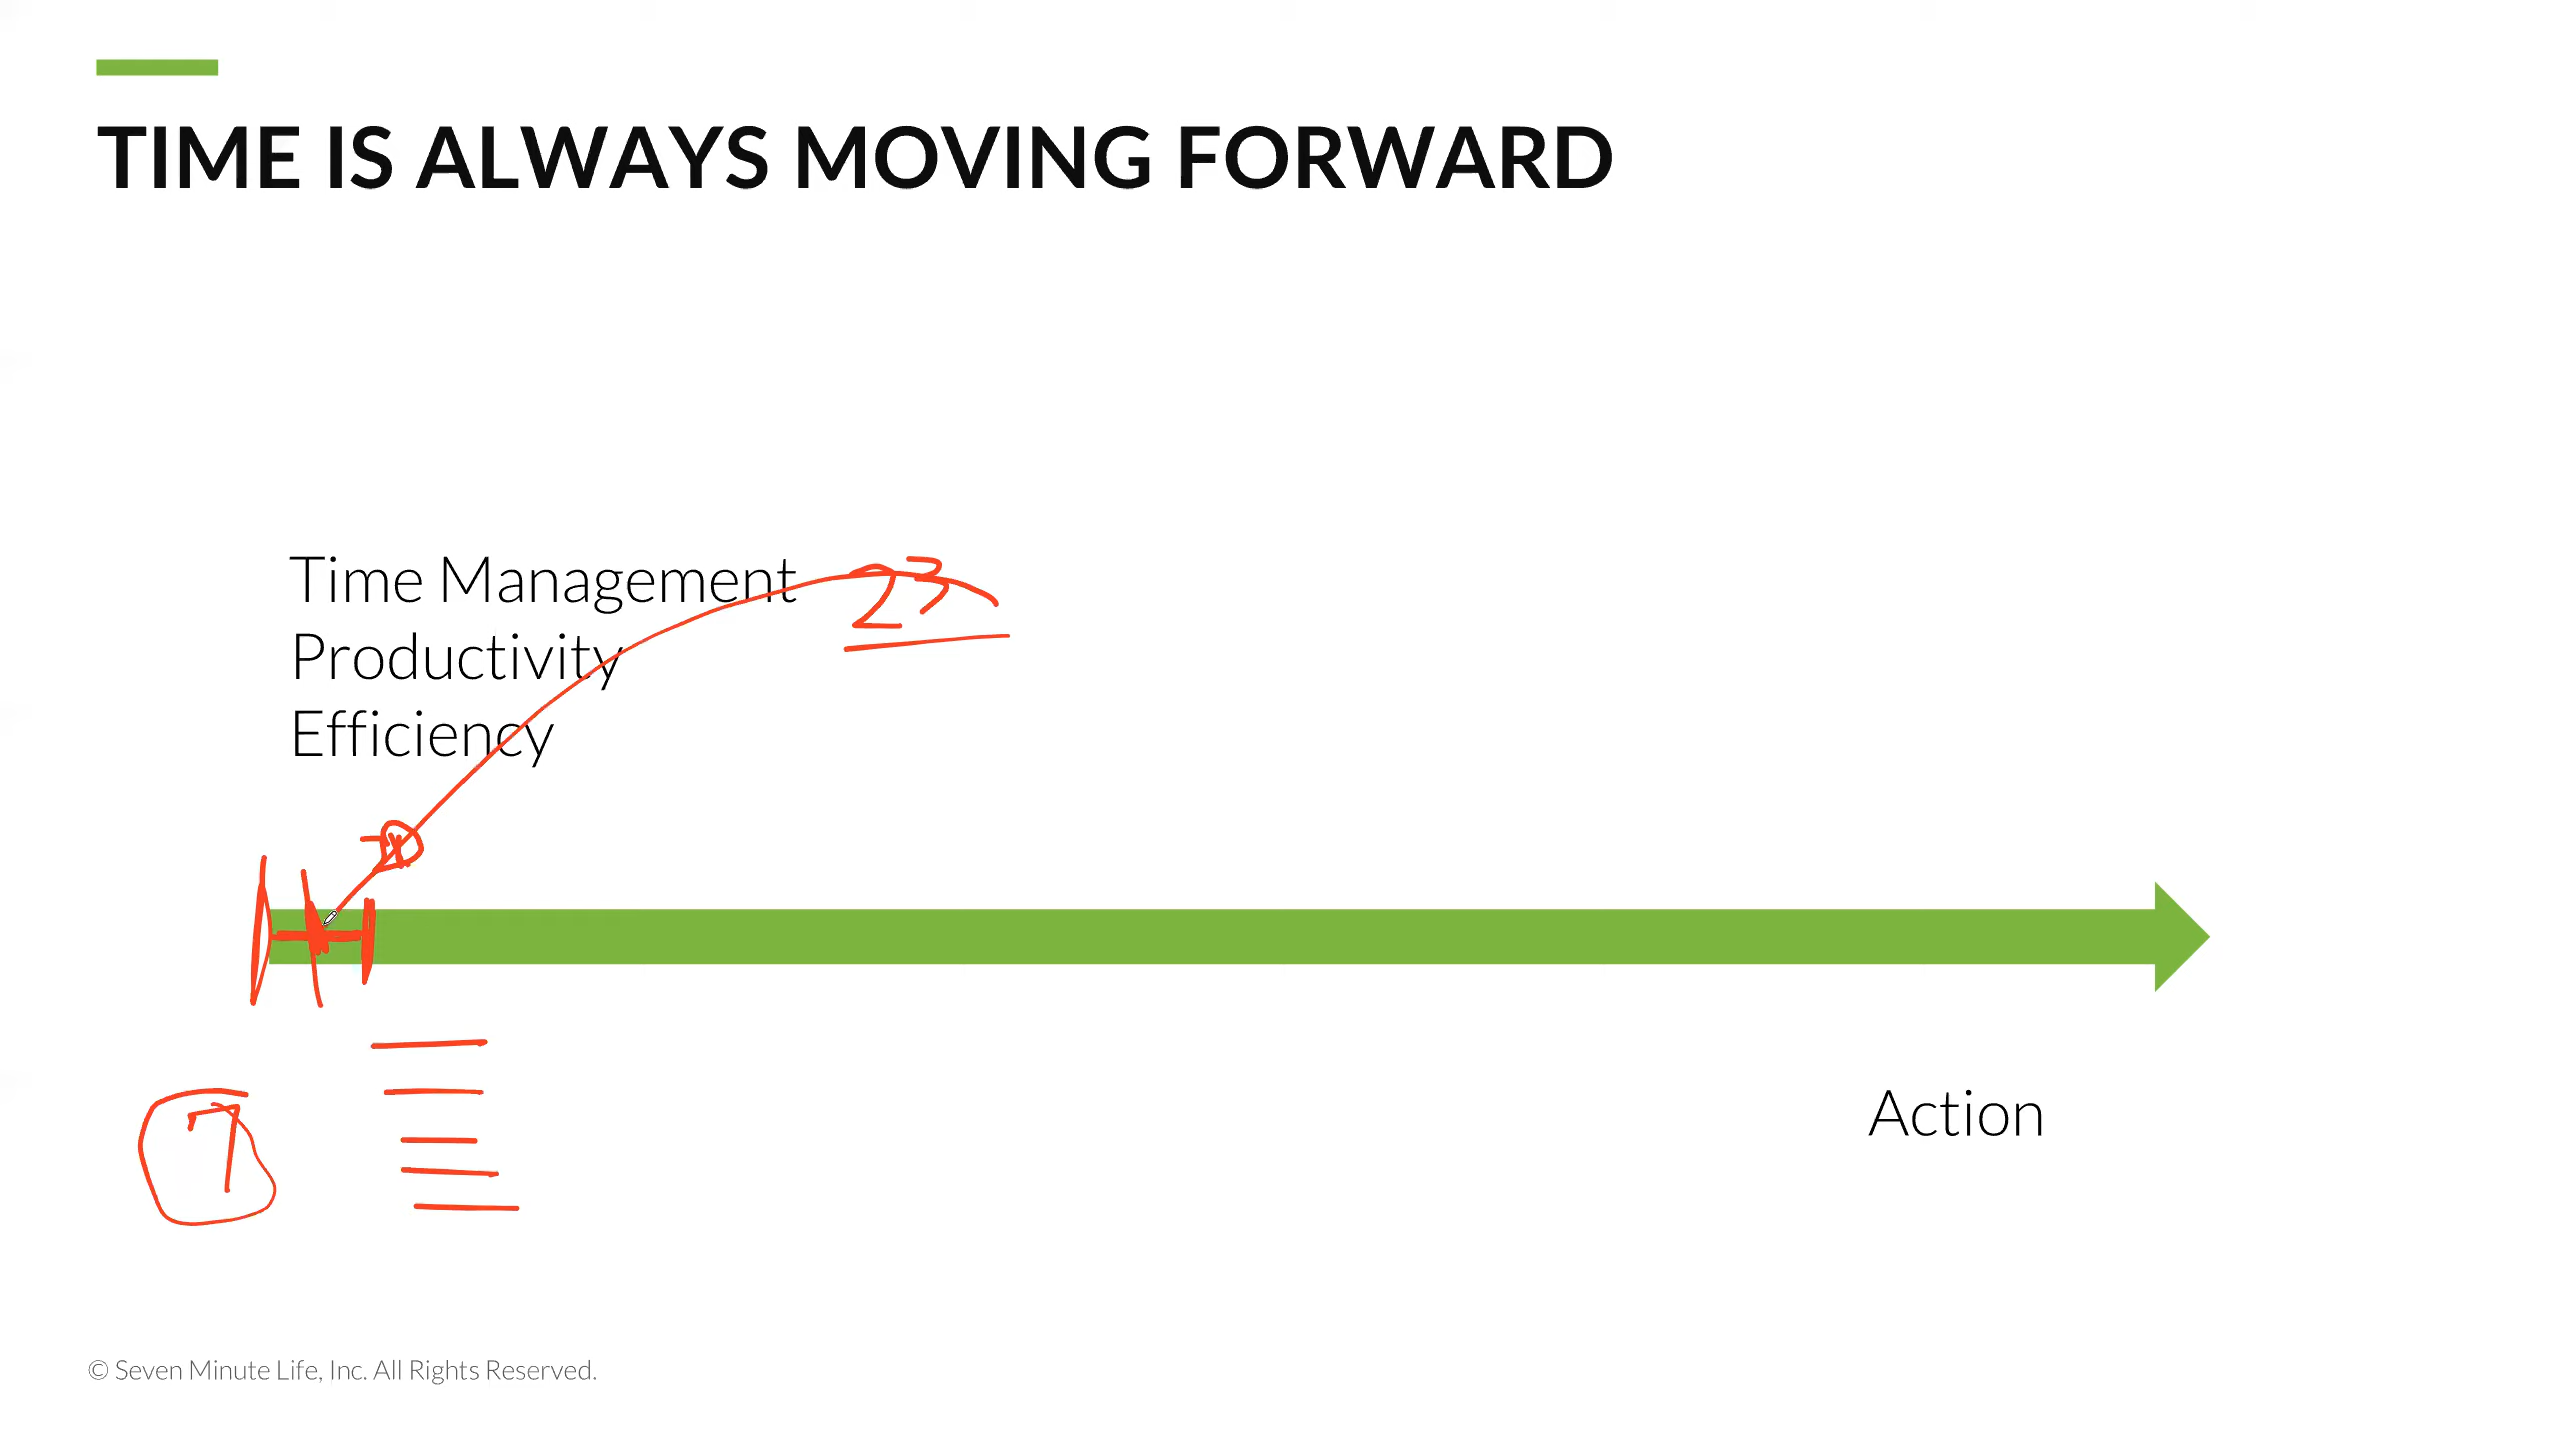 TIME IS ALWAYS MOVING FORWARD
Time Management
23
Productivity
Efficiency
7
Action
© Seven Minute Life, Inc. All Rights Reserved.